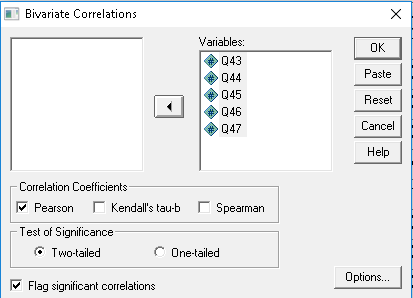 Bivariate Correlations
Variables:
Q43
Q44
Q45
Q46
Q47
OK
Paste
Reset
Cancel
Help
Correlation Coefficients
Pearson Kendall's tau-b Spearman
Test of Significance
Two-tailed One-tailed
Flag significant correlations
Options...